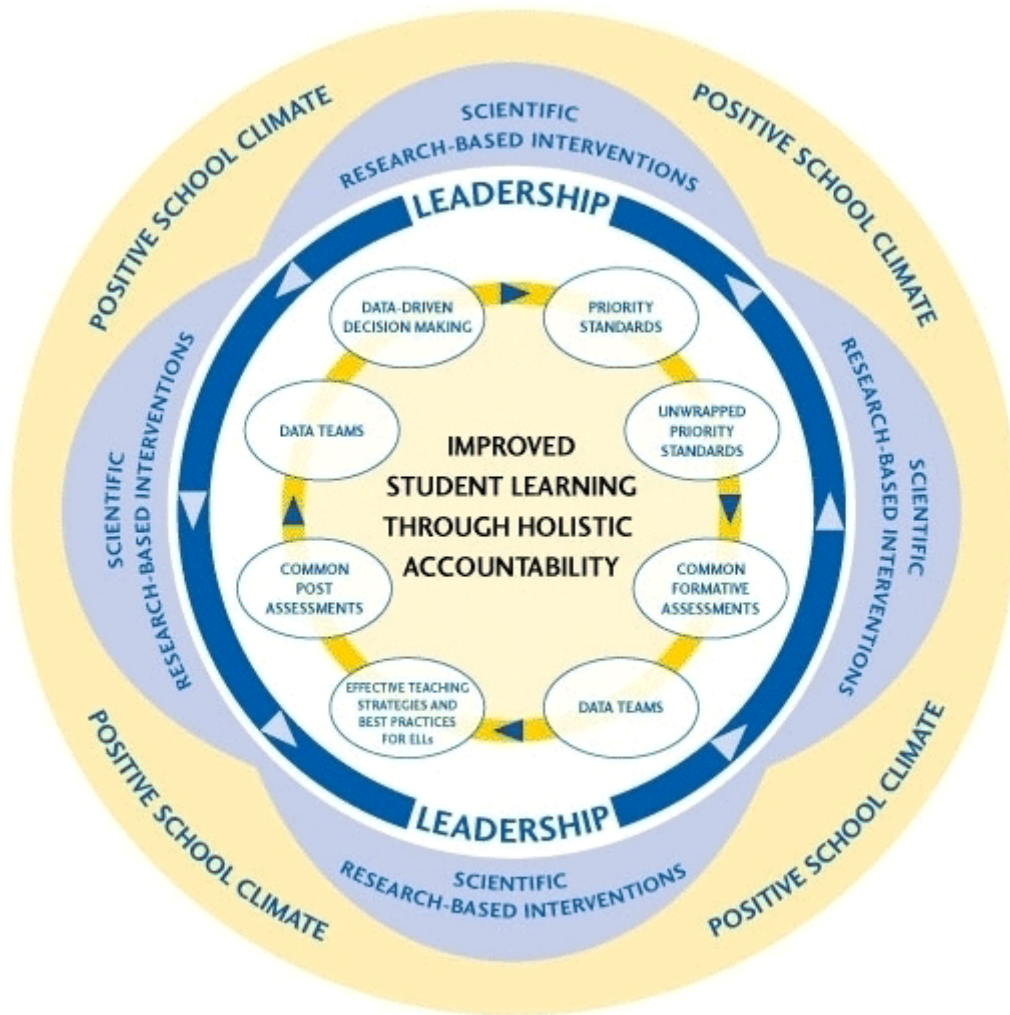 POSITIVE SCHOOL CLIMATE
POSITIVE SCHOOL CLIMATE
SCIENTIFIC
RESEARCH-BASED INTERVENTIONS
LEADERSHIP
DATA-DRIVEN
DECISION MAKING
PRIORITY
STANDARDS
DATA TEAMS
UNWRAPPED
PRIORITY
STANDARDS
IMPROVED
STUDENT LEARNING
THROUGH HOLISTIC
ACCOUNTABILITY
SCIENTIFIC
RESEARCH-BASED INTERVENTIONS
SCIENTIFIC
RESEARCH-BASED INTERVENTIONS
COMMON
POST
ASSESSMENTS
COMMON
FORMATIVE
ASSESSMENTS
EFFECTIVE TEACHING
STRATEGIES AND
BEST PRACTICES
FOR ELLs
DATA TEAMS
LEADERSHIP
SCIENTIFIC
RESEARCH-BASED INTERVENTIONS
POSITIVE SCHOOL CLIMATE
POSITIVE SCHOOL CLIMATE